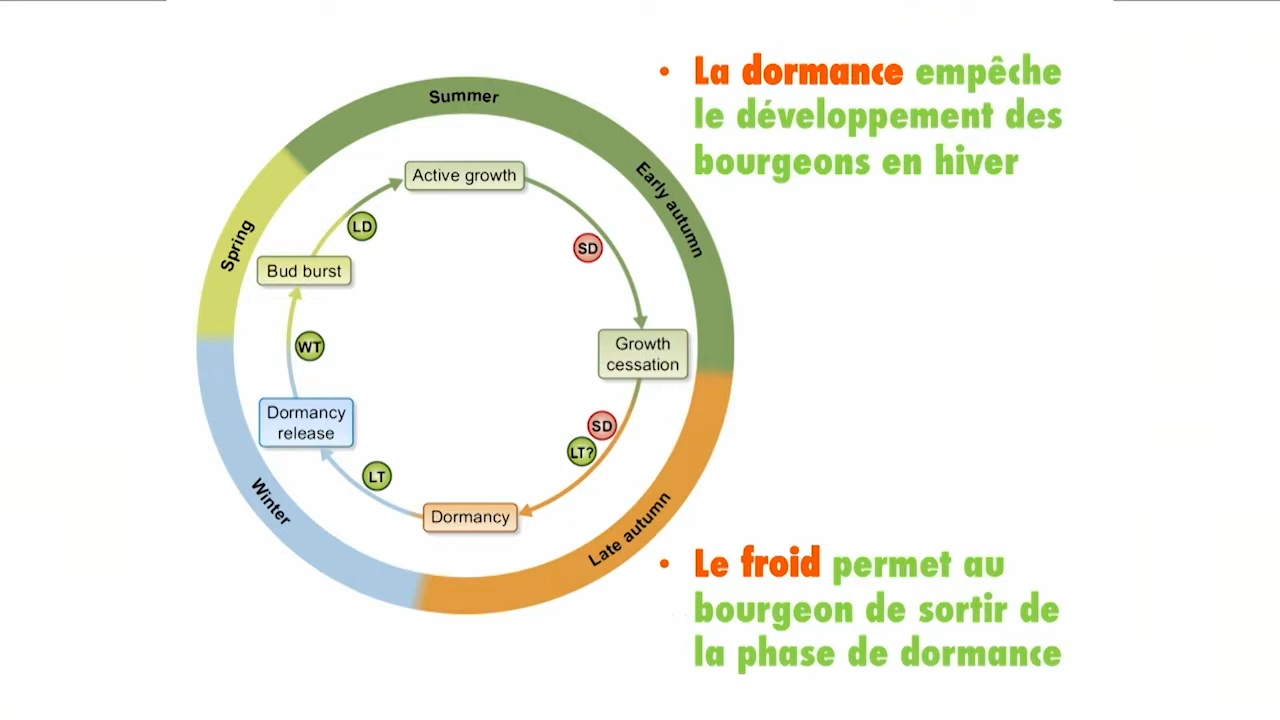 Summer
Early autumn
Late autumn
Winter
Spring
Active growth
SD
Growth
cessation
SD
LT?
Dormancy
LT
Dormancy
release
WT
Bud burst
LD
• La dormance empêche
le développement des
bourgeons en hiver
• Le froid permet au
bourgeon de sortir de
la phase de dormance